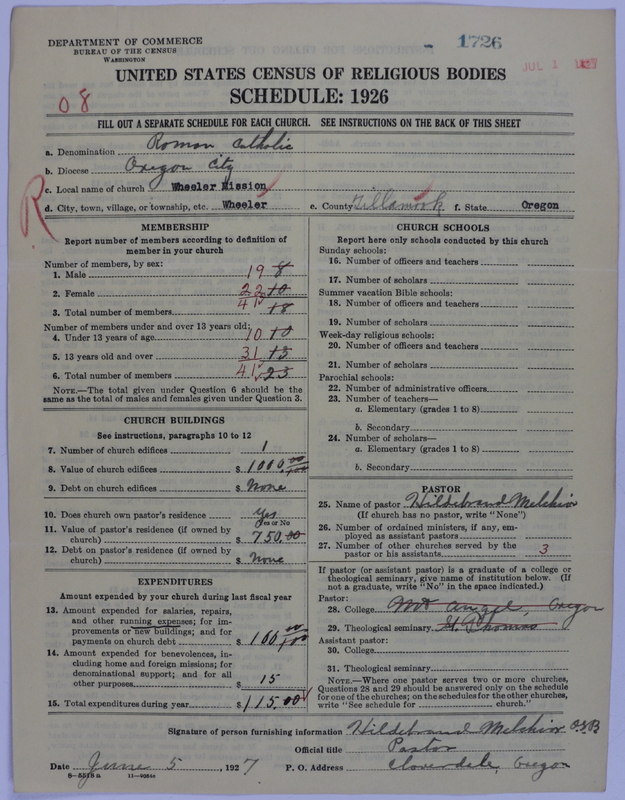 DEPARTMENT OF COMMERCE
BUREAU OF THE CENSUS
WASHINGTON
1726
JUL 1 1927
UNITED STATES CENSUS OF RELIGIOUS BODIES
SCHEDULE: 1926
08
FILL OUT A SEPARATE SCHEDULE FOR EACH CHURCH. SEE INSTRUCTIONS ON THE BACK OF THIS SHEET
a. Denomination Roman Catholic
b. Diocese Oregon City
c. Local name of church Wheeler Mission
d. City, town, village, or township, etc. Wheeler e. County Tillamook f. State Oregon
R
MEMBERSHIP
Report number of members according to definition of
member in your church
Number of members, by sex:
1. Male 19 8
2. Female 22 10
3. Total number of members 41 18
Number of members under and over 13 years old:
4. Under 13 years of age 10 10
5. 13 years old and over 31 13
6. Total number of members 41 23
NOTE.—The total given under Question 6 should be the
same as the total of males and females given under Question 3.
CHURCH BUILDINGS
See instructions, paragraphs 10 to 12
7. Number of church edifices 1
8. Value of church edifices $ 1000 00/100
9. Debt on church edifices $ None
10. Does church own pastor's residence Yes
Yes or No
11. Value of pastor's residence (if owned by
church) $ 750.00
12. Debt on pastor's residence (if owned by
church) $ None
EXPENDITURES
Amount expended by your church during last fiscal year
13. Amount expended for salaries, repairs,
and other running expenses; for im-
provements or new buildings; and for
payments on church debt $ 100 00/100
14. Amount expended for benevolences, in-
cluding home and foreign missions; for
denominational support; and for all
other purposes $ 15
15. Total expenditures during year $ 115.00
CHURCH SCHOOLS
Report here only schools conducted by this church
Sunday schools:
16. Number of officers and teachers
17. Number of scholars
Summer vacation Bible schools:
18. Number of officers and teachers
19. Number of scholars
Week-day religious schools:
20. Number of officers and teachers
21. Number of scholars
Parochial schools:
22. Number of administrative officers
23. Number of teachers—
a. Elementary (grades 1 to 8)
b. Secondary
24. Number of scholars—
a. Elementary (grades 1 to 8)
b. Secondary
PASTOR
25. Name of pastor Hildebrand Melchior
(If church has no pastor, write "None")
26. Number of ordained ministers, if any, em-
ployed as assistant pastors
27. Number of other churches served by the
pastor or his assistants 3
If pastor (or assistant pastor) is a graduate of a college or
theological seminary, give name of institution below. (If
not a graduate, write "No" in the space indicated.)
Pastor:
28. College Mt Angel, Oregon
29. Theological seminary St Thomas
Assistant pastor:
30. College
31. Theological seminary
NOTE.—Where one pastor serves two or more churches,
Questions 28 and 29 should be answered only on the schedule
for one of the churches; on the schedules for the other churches,
write "See schedule for church."
Signature of person furnishing information Hildebrand Melchior O.S.B
Official title Pastor
Date June 5, 1927 P. O. Address Cloverdale, Oregon
8—5518a